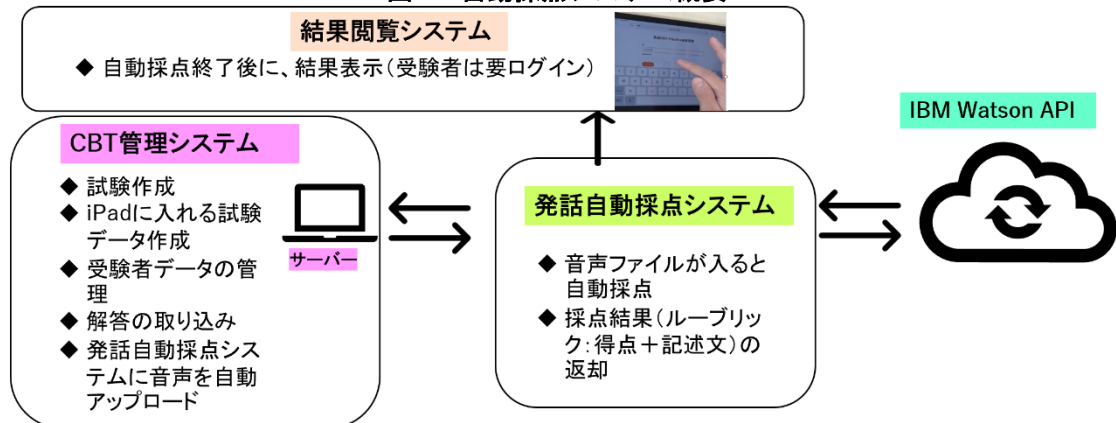 結果閲覧システム
◆ 自動採点終了後に、結果表示（受験者は要ログイン）
IBM Watson API
CBT管理システム
◆ 試験作成
◆ iPadに入れる試験
データ作成
◆ 受験者データの管
理
◆ 解答の取り込み
◆ 発話自動採点シス
テムに音声を自動
アップロード
サーバー
発話自動採点システム
◆ 音声ファイルが入ると
自動採点
◆ 採点結果（ルーブリッ
ク：得点＋記述文）の
返却